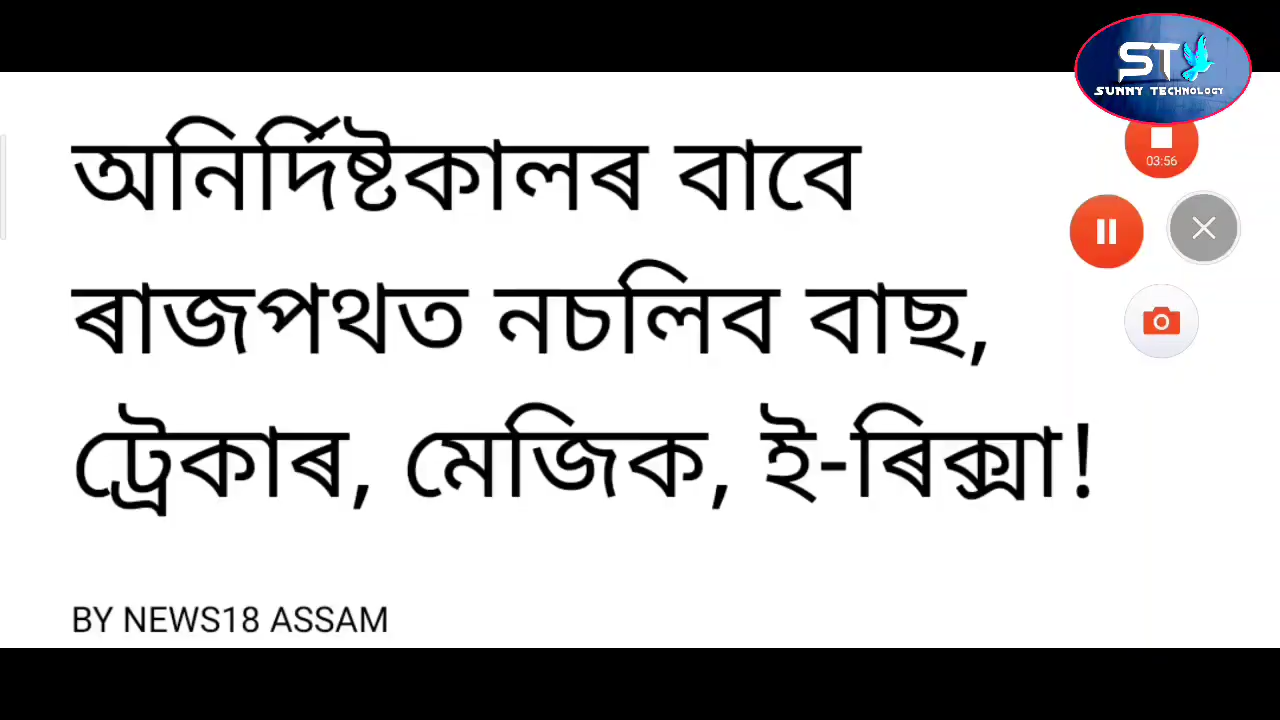 ST
SUNNY TECHNOLOGY
03:56
অনিৰ্দিষ্টকালৰ বাবে
ৰাজপথত নচলিব বাছ,
ট্ৰেকাৰ, মেজিক, ই-ৰিক্সা!
BY NEWS18 ASSAM